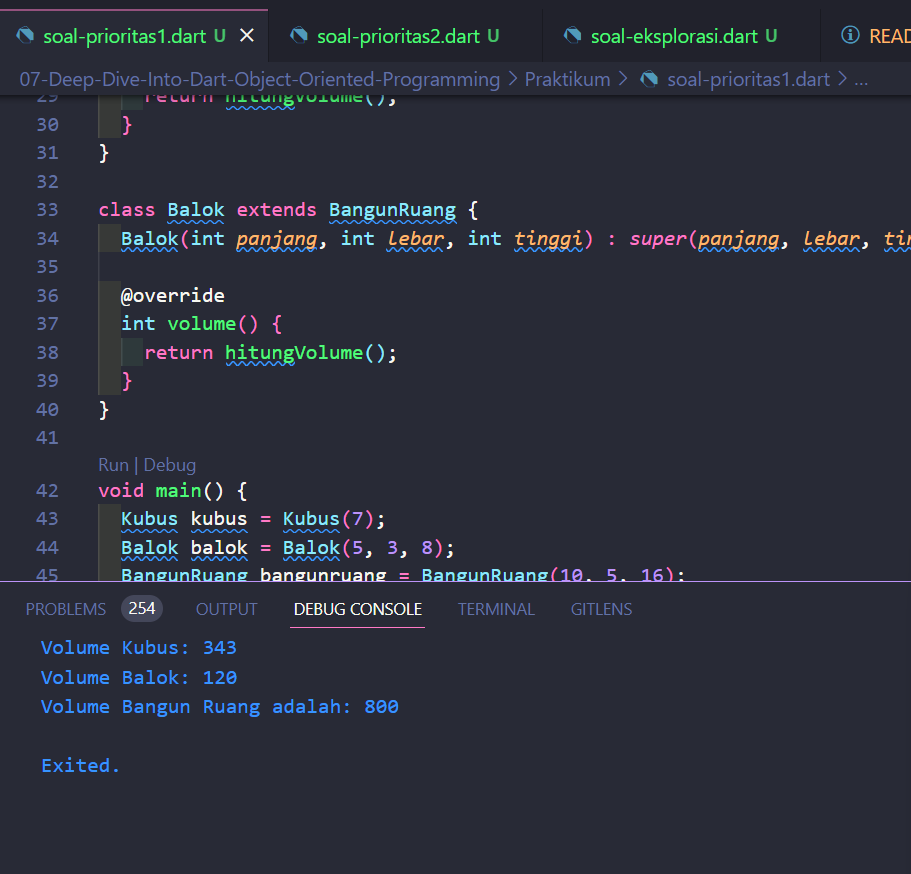 soal-prioritas1.dart U × soal-prioritas2.dart U soal-eksplorasi.dart U READ
07-Deep-Dive-Into-Dart-Object-Oriented-Programming > Praktikum > soal-prioritas1.dart > ...
29 return hitungVolume();
30 }
31 }
32
33 class Balok extends BangunRuang {
34 Balok(int panjang, int lebar, int tinggi) : super(panjang, lebar, tin
35
36 @override
37 int volume() {
38 return hitungVolume();
39 }
40 }
41
Run | Debug
42 void main() {
43 Kubus kubus = Kubus(7);
44 Balok balok = Balok(5, 3, 8);
45 BangunRuang bangunruang = BangunRuang(10, 5, 16);
PROBLEMS 254 OUTPUT DEBUG CONSOLE TERMINAL GITLENS
Volume Kubus: 343
Volume Balok: 120
Volume Bangun Ruang adalah: 800
Exited.